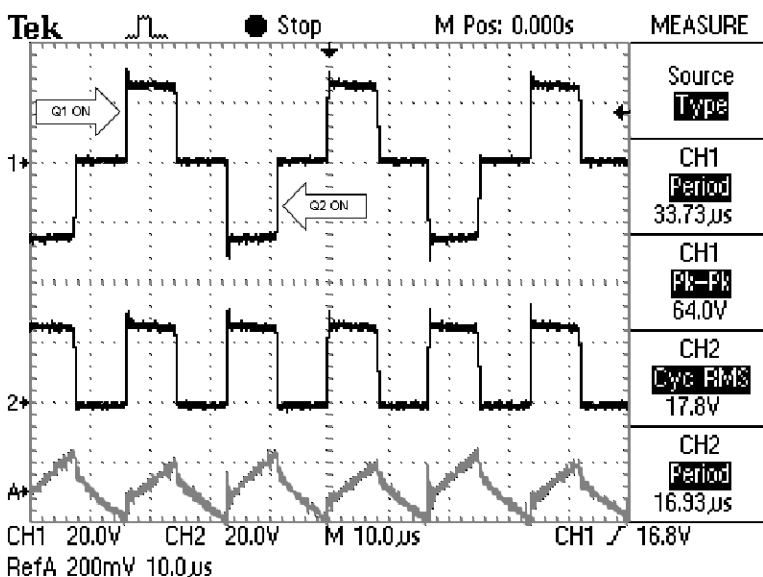 Tek Stop M Pos: 0.000s MEASURE
Q1 ON
Q2 ON
1
2
A
Source
Type
CH1
Period
33.73µs
CH1
Pk-Pk
64.0V
CH2
Cyc RMS
17.8V
CH2
Period
16.93µs
CH1 20.0V CH2 20.0V M 10.0µs CH1 16.8V
RefA 200mV 10.0µs